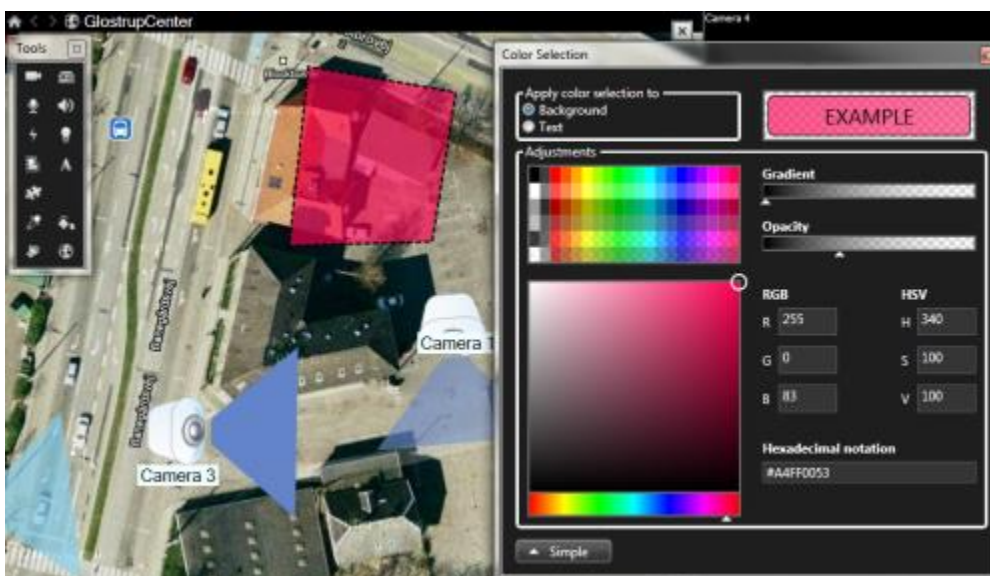 GlostrupCenter
Camera 4
Tools
Color Selection
Apply color selection to
Background
Text
EXAMPLE
Adjustments
Gradient
Opacity
RGB
HSV
R 255
H 340
G 0
S 100
B 83
V 100
Hexadecimal notation
#A4FF0053
Simple
Camera 1
Camera 3
A